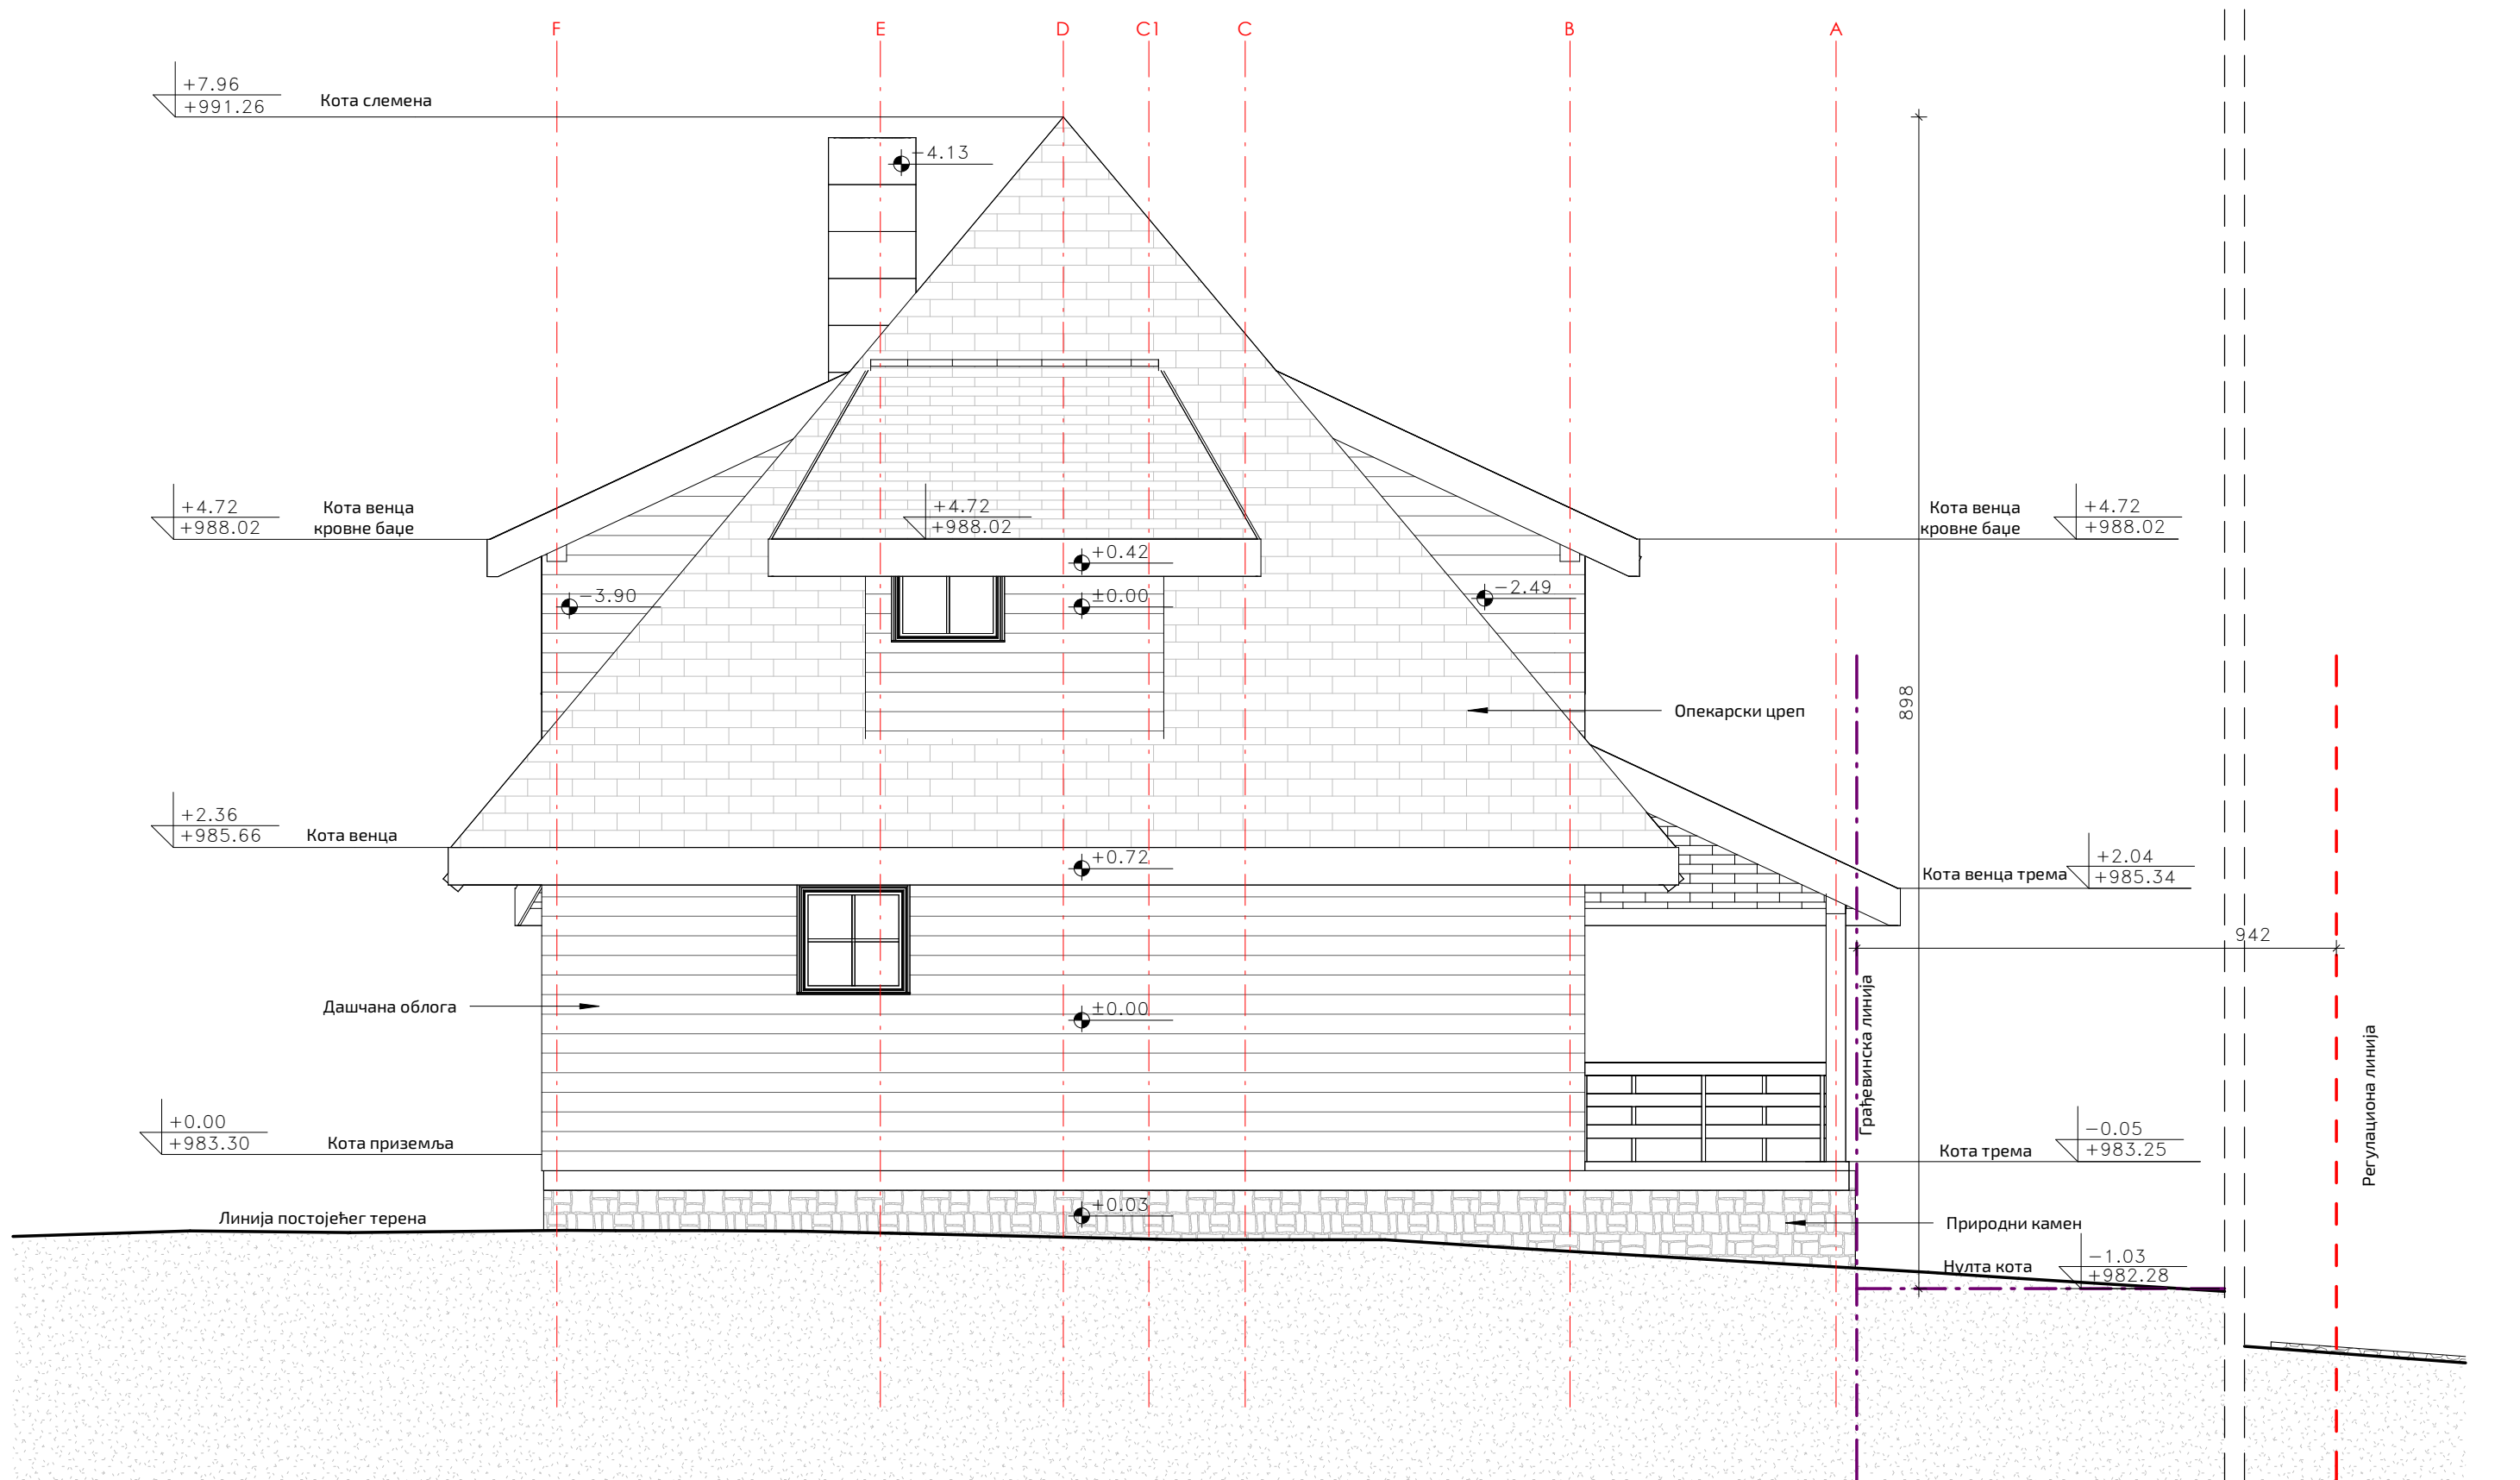 F E D C1 C B A
+7.96
+991.26
Кота слемена
-4.13
+4.72
+988.02
Кота венца
кровне баџе
+4.72
+988.02
Кота венца
кровне баџе
+4.72
+988.02
+0.42
-3.90
±0.00
-2.49
898
Опекарски цреп
+2.36
+985.66
Кота венца
+0.72
Кота венца трема
+2.04
+985.34
942
Дашчана облога
±0.00
Грађевинска линија
Регулациона линија
+0.00
+983.30
Кота приземља
Кота трема
-0.05
+983.25
Линија постојећег терена
+0.03
Природни камен
Нулта кота
-1.03
+982.28